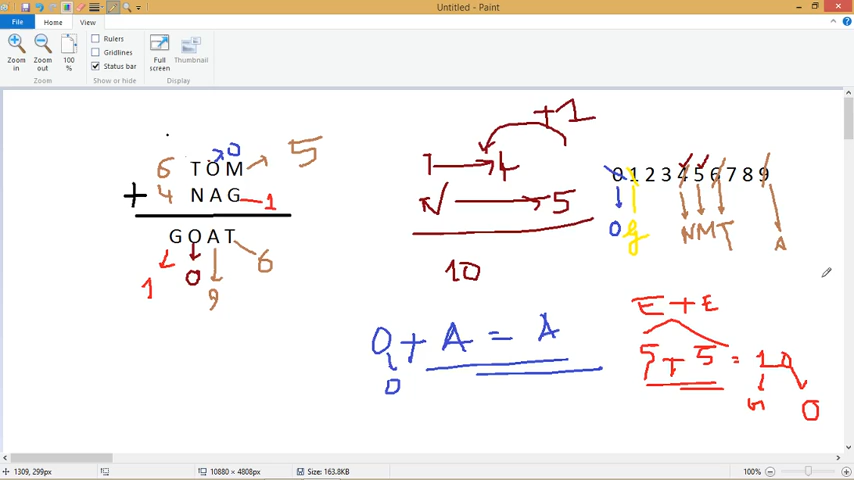 Untitled - Paint
File Home View
Zoom in Zoom out 100 % Rulers Gridlines Status bar Full screen Thumbnail
Zoom Show or hide Display
6 TOM 0 5
+ 4 NAG 1
GOAT
1 0 9 6
+1
T → 4
N → 5
10
0 1 2 3 4 5 6 7 8 9
O g N M T A
O + A = A
0
E + E
5 + 5 = 10
0
1309, 299px 10880 × 4808px Size: 163.8KB 100%